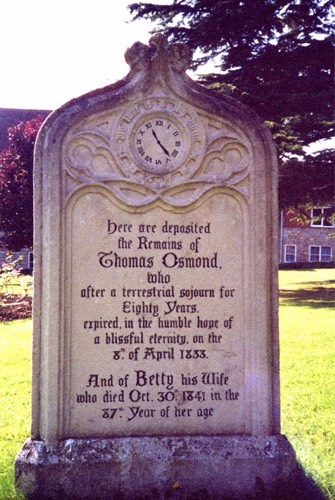 Here are deposited
the Remains of
Thomas Osmond,
who
after a terrestrial sojourn for
Eighty Years,
expired, in the humble hope of
a blissful eternity, on the
8th of April 1833.
And of Betty his Wife
who died Oct. 30th 1841 in the
87th Year of her age